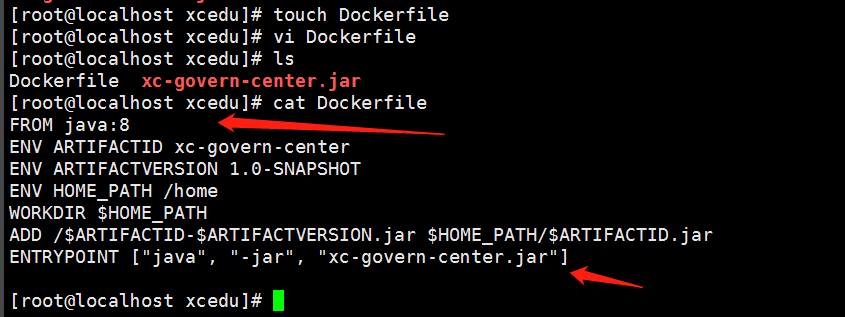 [root@localhost xcedu]# touch Dockerfile
[root@localhost xcedu]# vi Dockerfile
[root@localhost xcedu]# ls
Dockerfile  xc-govern-center.jar
[root@localhost xcedu]# cat Dockerfile
FROM java:8
ENV ARTIFACTID xc-govern-center
ENV ARTIFACTVERSION 1.0-SNAPSHOT
ENV HOME_PATH /home
WORKDIR $HOME_PATH
ADD /$ARTIFACTID-$ARTIFACTVERSION.jar $HOME_PATH/$ARTIFACTID.jar
ENTRYPOINT ["java", "-jar", "xc-govern-center.jar"]
[root@localhost xcedu]#